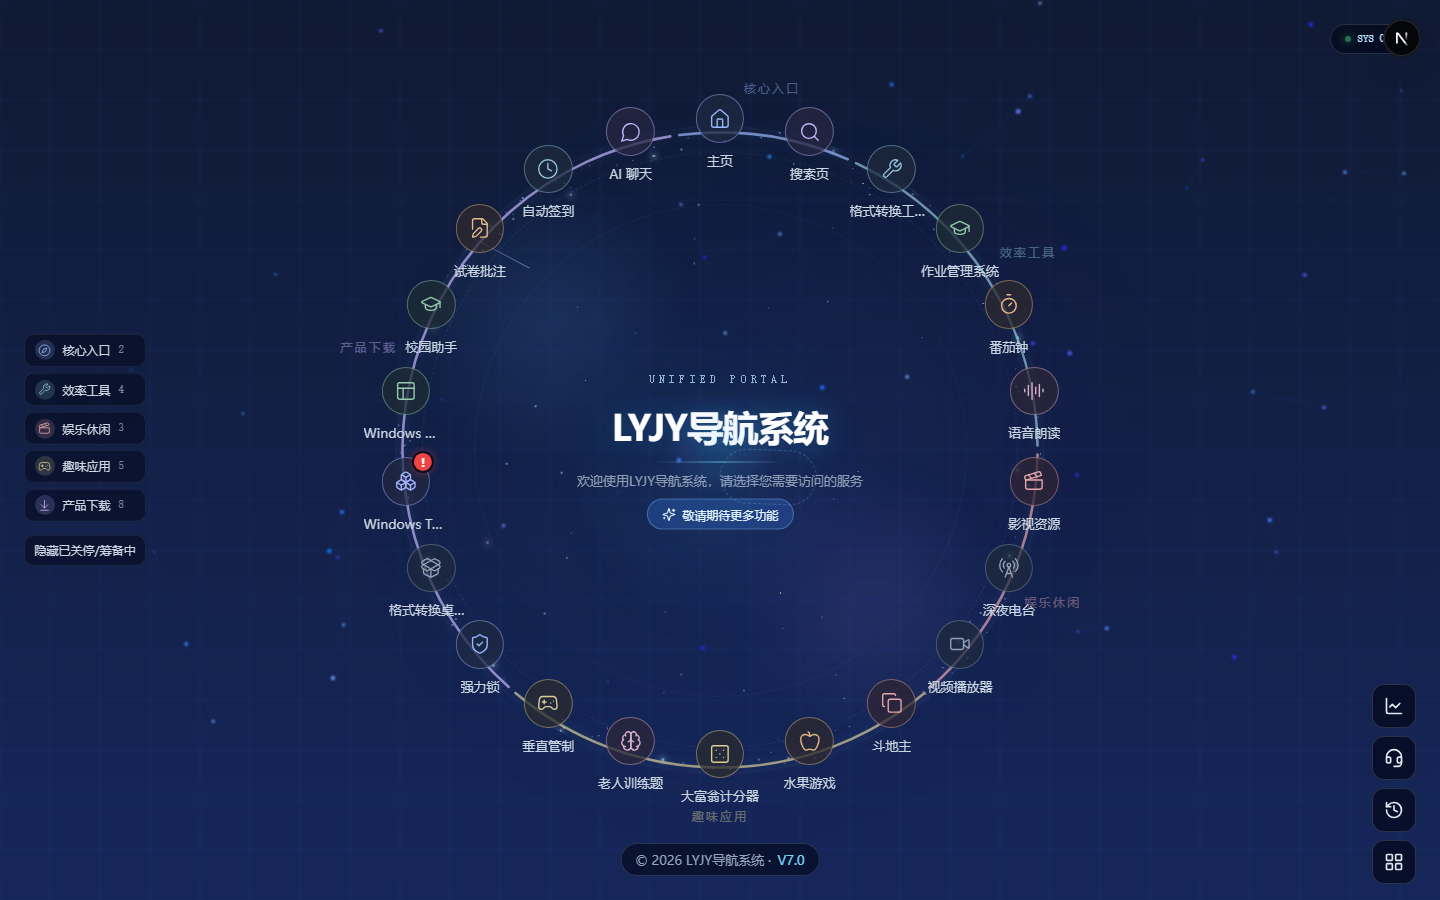 SYS
N
核心入口
主页
AI 聊天
搜索页
自动签到
格式转换工...
效率工具
试卷批注
作业管理系统
产品下载
校园助手
番茄钟
核心入口 2
效率工具 4
娱乐休闲 3
趣味应用 5
产品下载 8
隐藏已关停/筹备中
UNIFIED PORTAL
LYJY导航系统
欢迎使用LYJY导航系统，请选择您需要访问的服务
敬请期待更多功能
Windows ...
语音朗读
!
Windows T...
影视资源
格式转换桌...
深夜电台
娱乐休闲
强力锁
视频播放器
垂直管制
斗地主
老人训练题
水果游戏
大富翁计分器
趣味应用
© 2026 LYJY导航系统 · V7.0